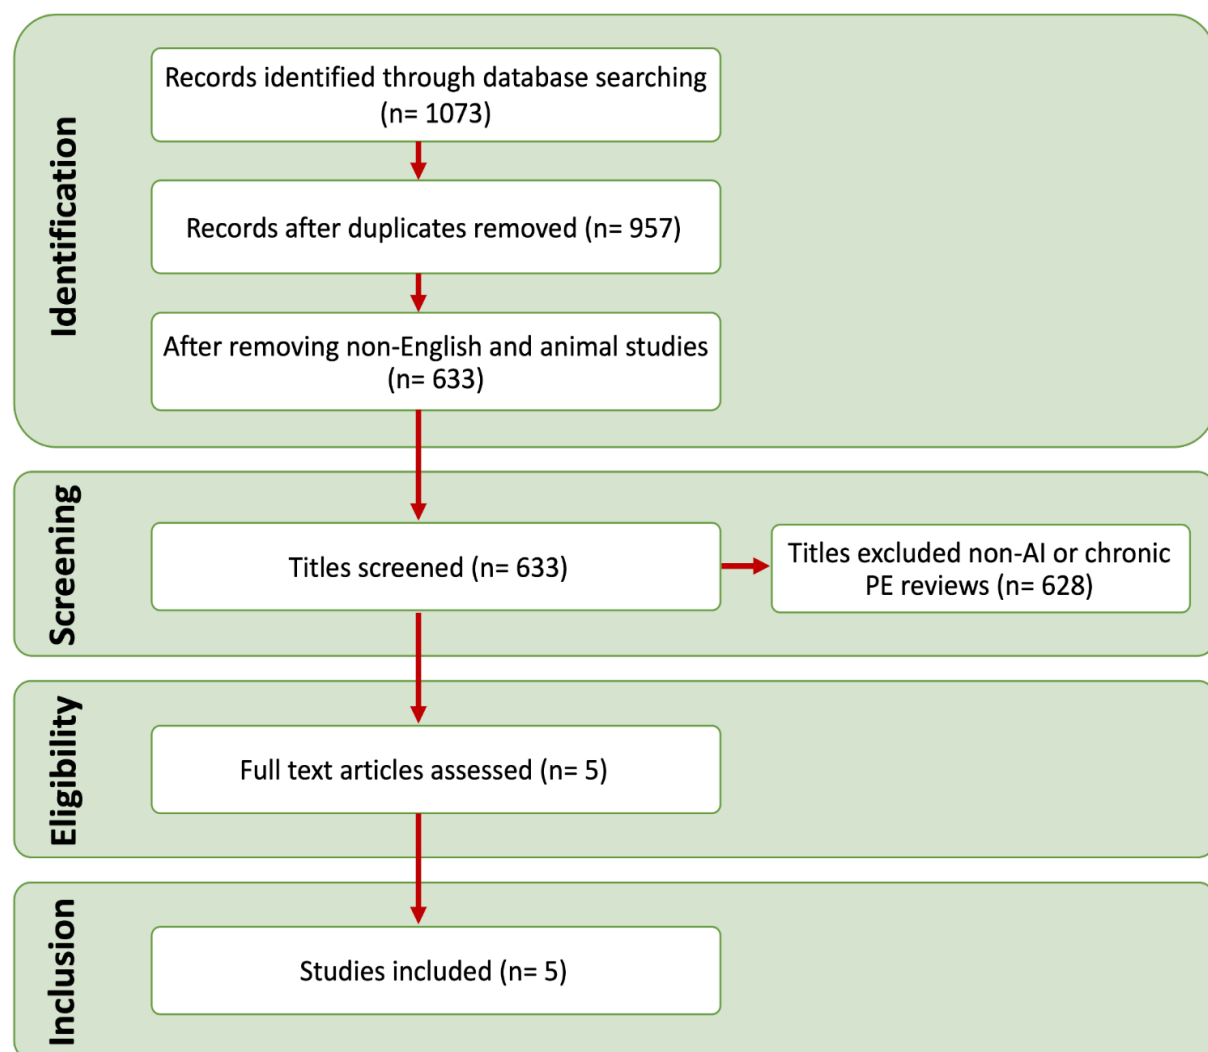 Identification
Records identified through database searching
(n= 1073)
Records after duplicates removed (n= 957)
After removing non-English and animal studies
(n= 633)
Screening
Titles screened (n= 633)
Titles excluded non-AI or chronic
PE reviews (n= 628)
Eligibility
Full text articles assessed (n= 5)
Inclusion
Studies included (n= 5)